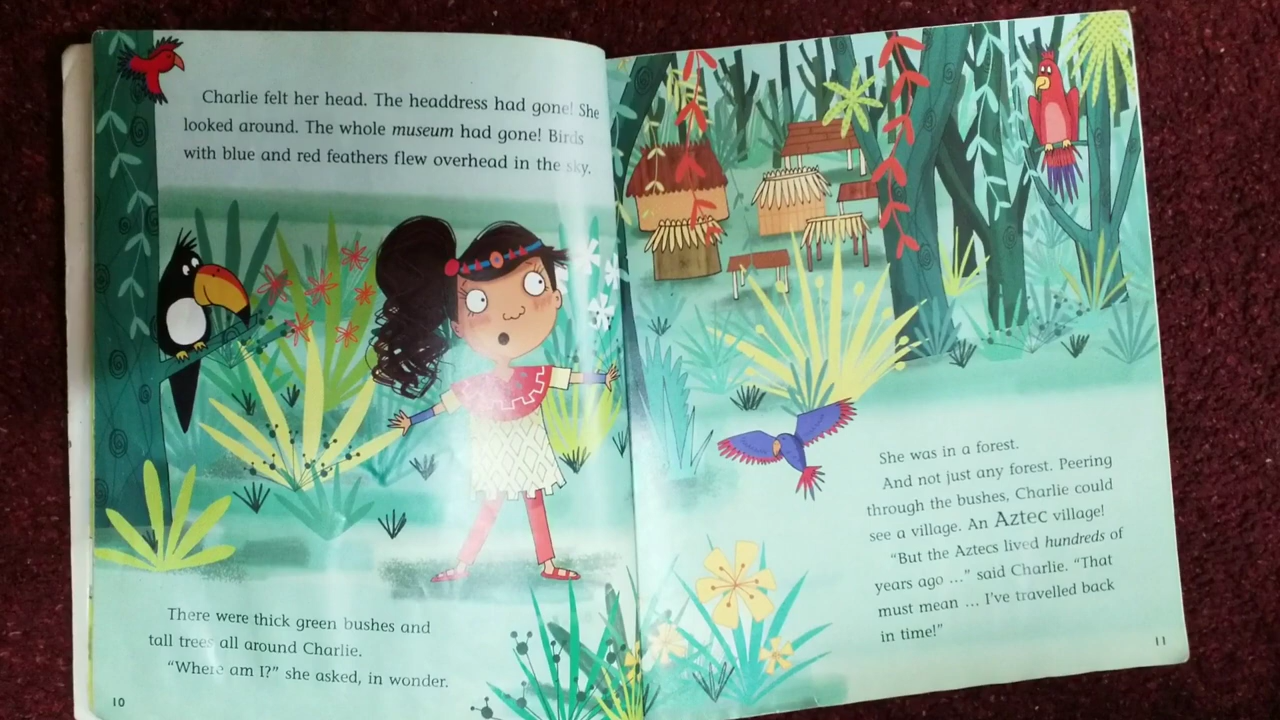 Charlie felt her head. The headdress had gone! She
looked around. The whole museum had gone! Birds
with blue and red feathers flew overhead in the sky.
There were thick green bushes and
tall trees all around Charlie.
“Where am I?” she asked, in wonder.
10
She was in a forest.
And not just any forest. Peering
through the bushes, Charlie could
see a village. An Aztec village!
“But the Aztecs lived hundreds of
years ago ...” said Charlie. “That
must mean ... I’ve travelled back
in time!”
11